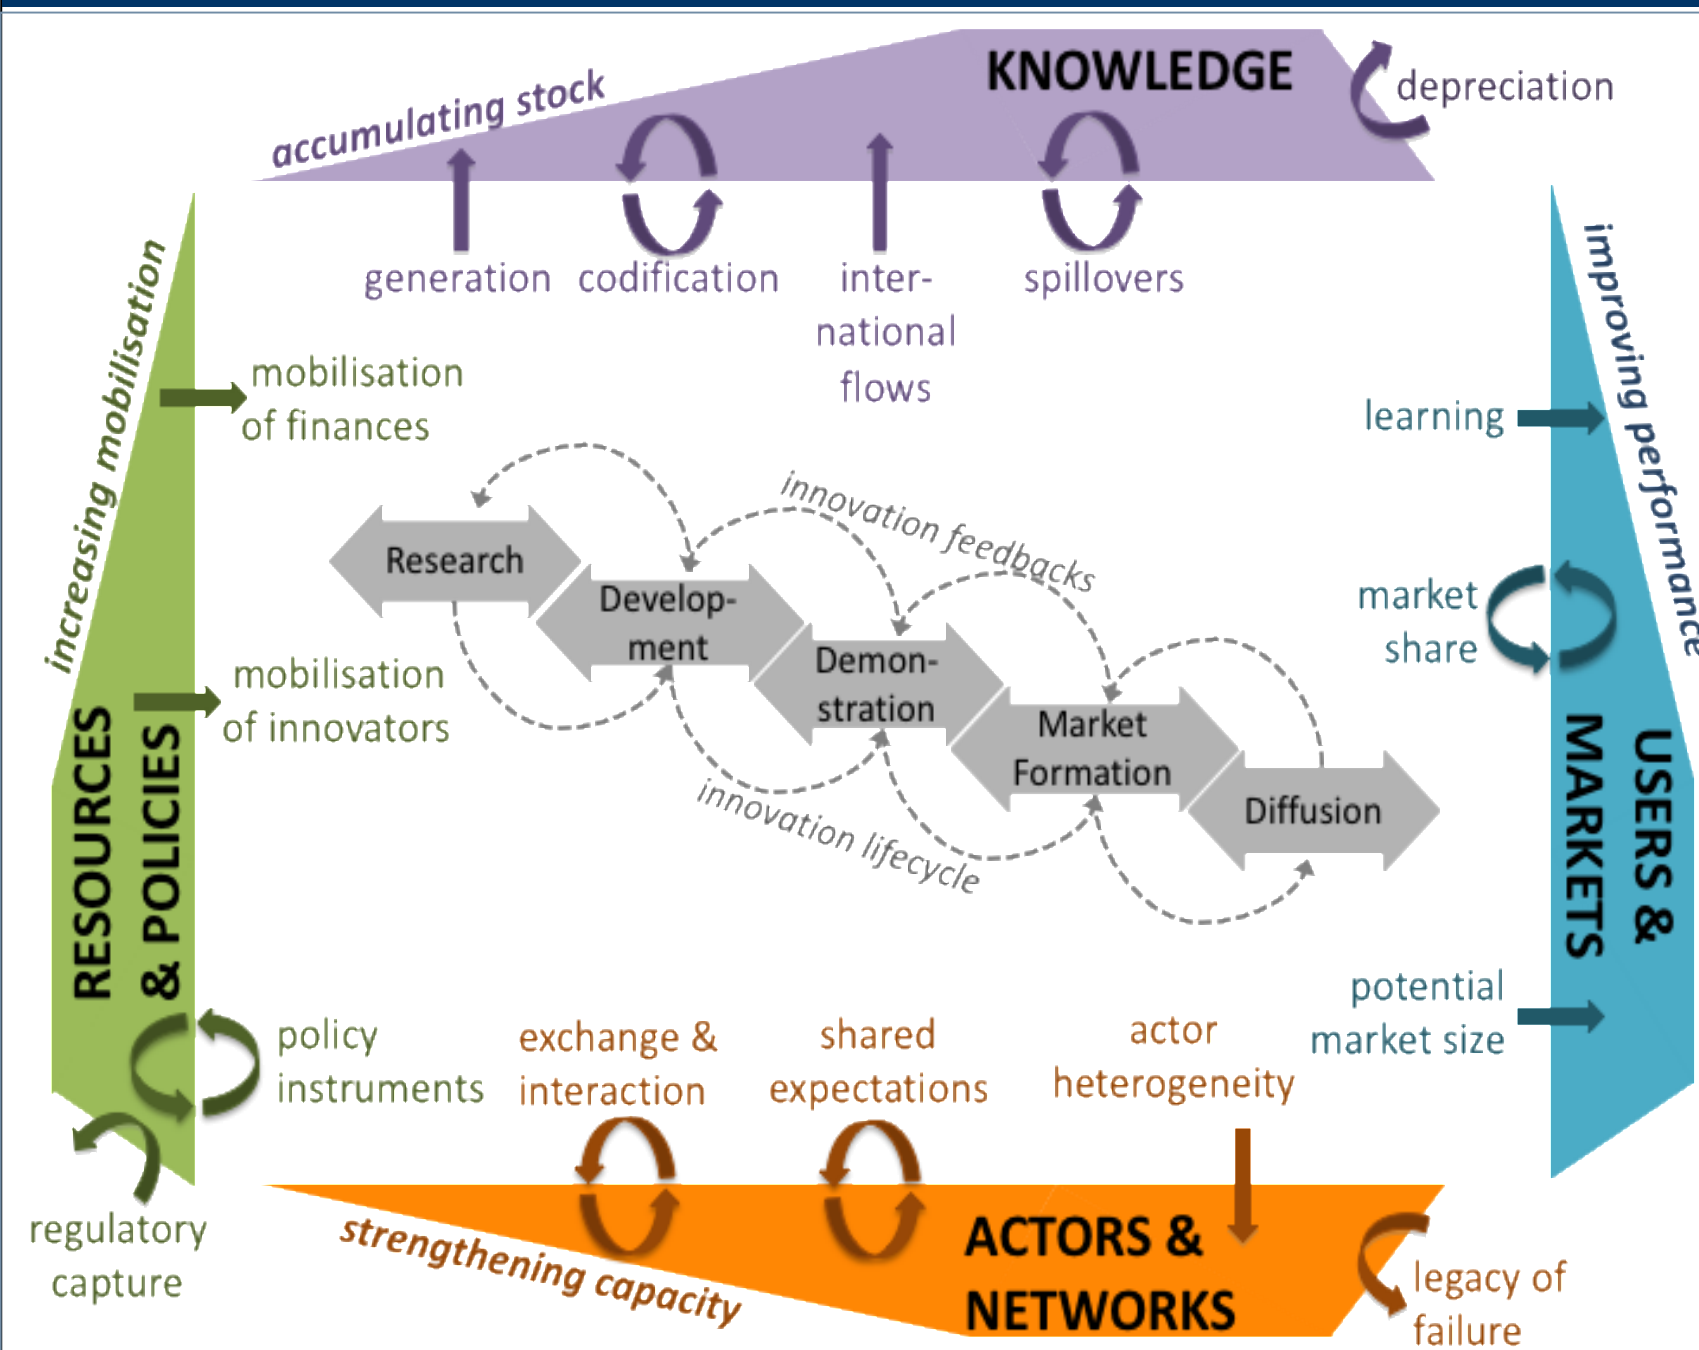 KNOWLEDGE
accumulating stock
depreciation
generation
codification
inter-
national
flows
spillovers
increasing mobilisation
mobilisation
of finances
mobilisation
of innovators
RESOURCES
& POLICIES
policy
instruments
regulatory
capture
innovation feedbacks
Research
Develop-
ment
Demon-
stration
Market
Formation
Diffusion
innovation lifecycle
improving performance
learning
market
share
USERS &
MARKETS
potential
market size
exchange &
interaction
shared
expectations
actor
heterogeneity
strengthening capacity
ACTORS &
NETWORKS
legacy of
failure